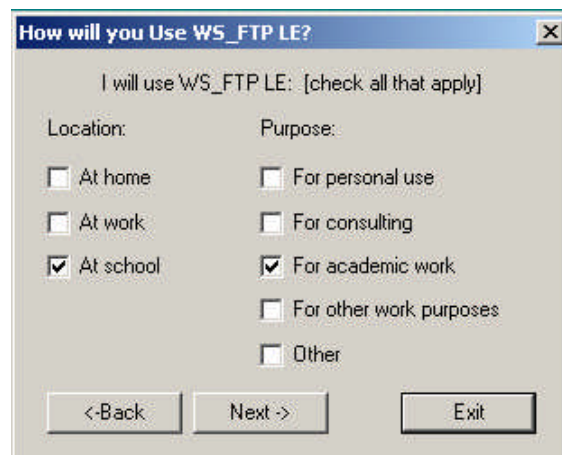 How will you Use WS_FTP LE?
I will use WS_FTP LE: [check all that apply]
Location: Purpose:
At home For personal use
At work For consulting
At school For academic work
For other work purposes
Other
<-Back Next -> Exit